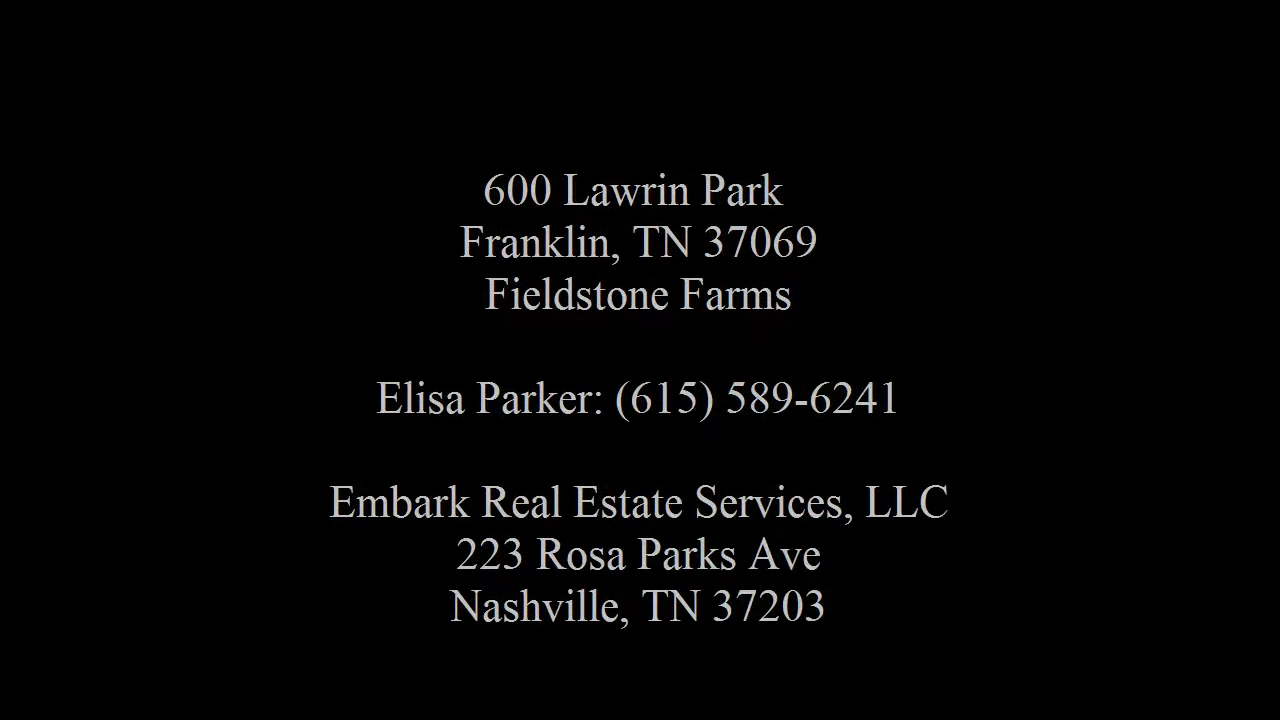 600 Lawrin Park
Franklin, TN 37069
Fieldstone Farms
Elisa Parker: (615) 589-6241
Embark Real Estate Services, LLC
223 Rosa Parks Ave
Nashville, TN 37203